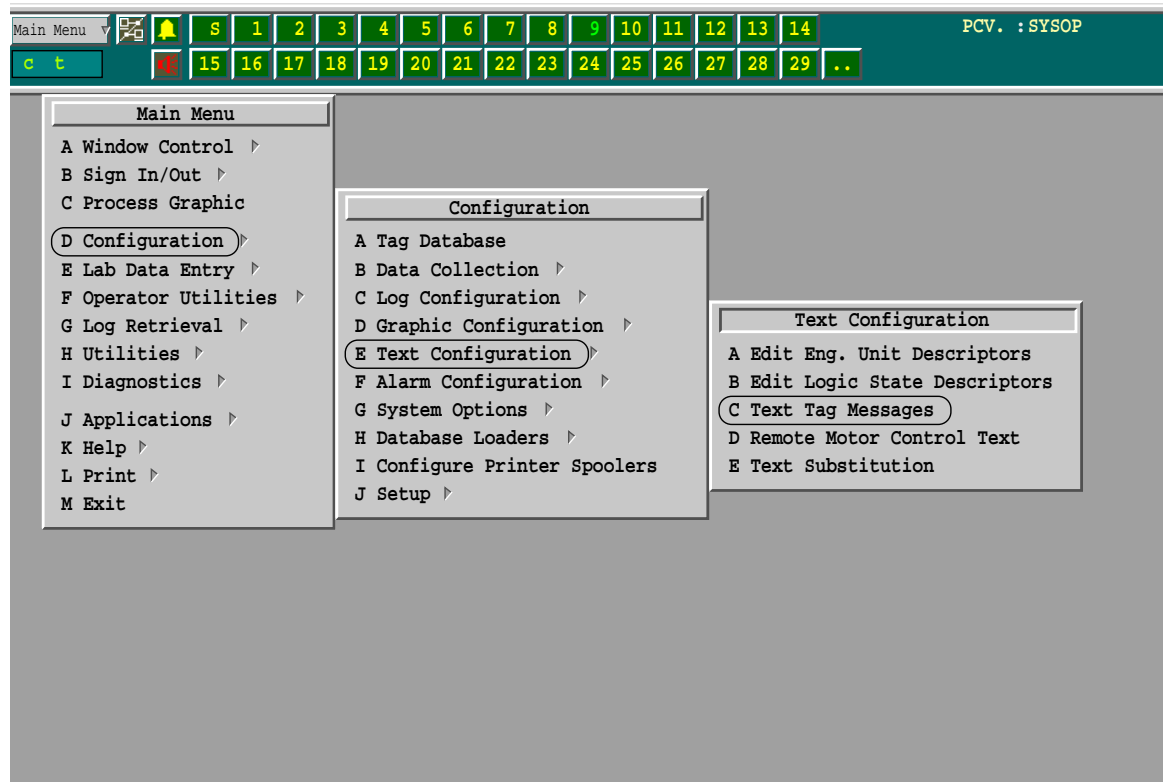 Main Menu S 1 2 3 4 5 6 7 8 9 10 11 12 13 14 PCV. :SYSOP
c t 15 16 17 18 19 20 21 22 23 24 25 26 27 28 29 ..
Main Menu
A Window Control
B Sign In/Out
C Process Graphic
D Configuration
E Lab Data Entry
F Operator Utilities
G Log Retrieval
H Utilities
I Diagnostics
J Applications
K Help
L Print
M Exit
Configuration
A Tag Database
B Data Collection
C Log Configuration
D Graphic Configuration
E Text Configuration
F Alarm Configuration
G System Options
H Database Loaders
I Configure Printer Spoolers
J Setup
Text Configuration
A Edit Eng. Unit Descriptors
B Edit Logic State Descriptors
C Text Tag Messages
D Remote Motor Control Text
E Text Substitution